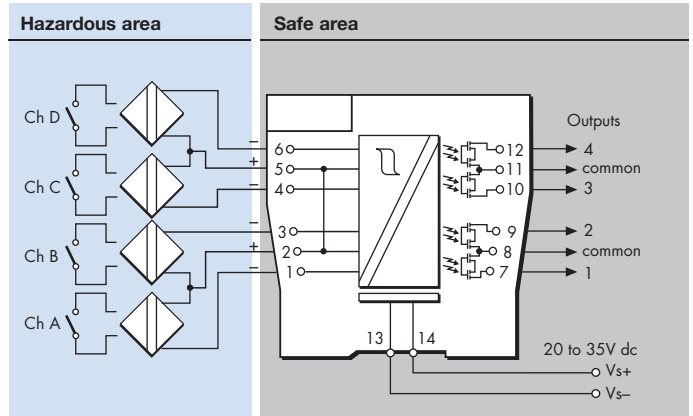 Hazardous area
Safe area
Ch D
Ch C
Ch B
Ch A
–
+
–
–
+
–
6
5
4
3
2
1
12
11
10
9
8
7
Outputs
4
common
3
2
common
1
13
14
20 to 35V dc
Vs+
Vs–